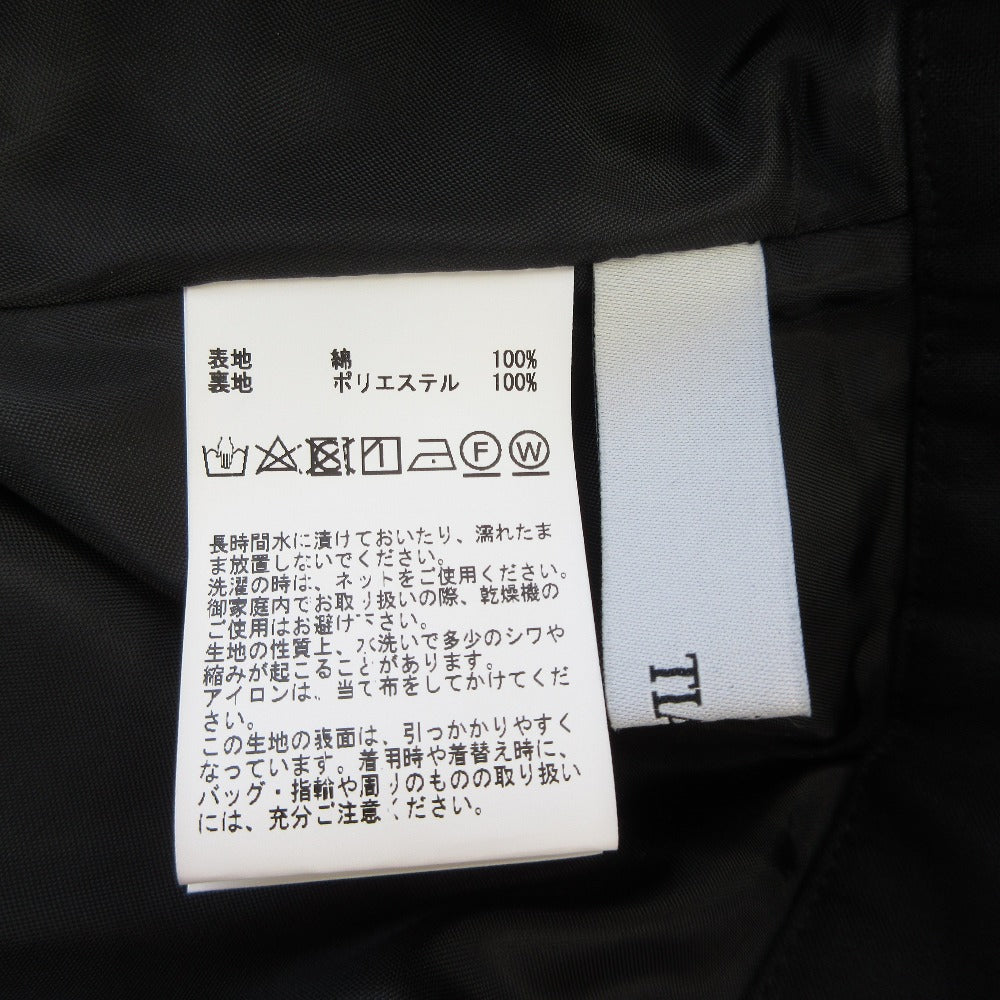 表地 綿 100%
裏地 ポリエステル 100%
F W
長時間水に漬けておいたり、濡れたま
ま放置しないでください。
洗濯の時は、ネットをご使用ください。
御家庭内でお取り扱いの際、乾燥機の
ご使用はお避け下さい。
生地の性質上、水洗いで多少のシワや
縮みが起こることがあります。
アイロンは、当て布をしてかけてくだ
さい。
この生地の表面は、引っかかりやすく
なっています。着用時や着替え時に、
バッグ・指輪や周りのものの取り扱い
には、充分ご注意ください。